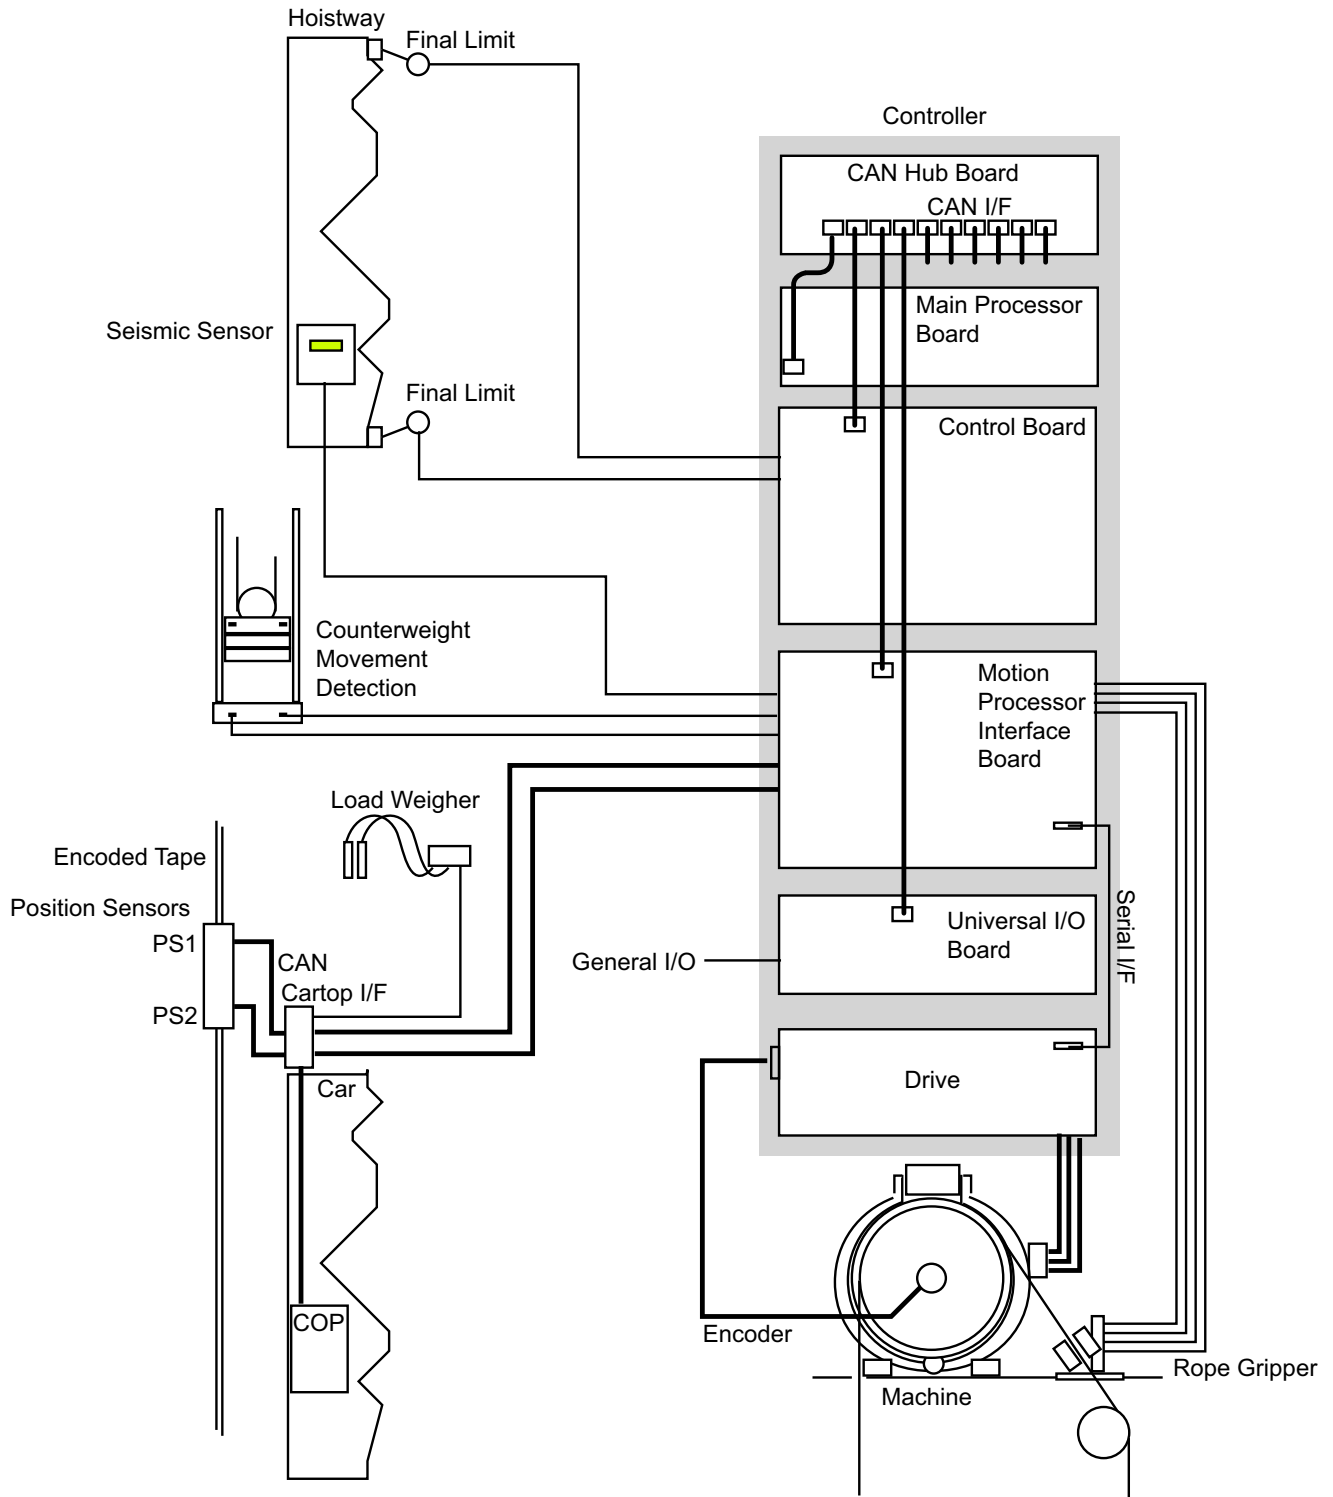 Hoistway
Final Limit
Controller
CAN Hub Board
CAN I/F
Main Processor
Board
Seismic Sensor
Final Limit
Control Board
Counterweight
Movement
Detection
Motion
Processor
Interface
Board
Load Weigher
Encoded Tape
Position Sensors
PS1
CAN
Cartop I/F
PS2
General I/O
Universal I/O
Board
Serial I/F
Car
Drive
COP
Encoder
Rope Gripper
Machine